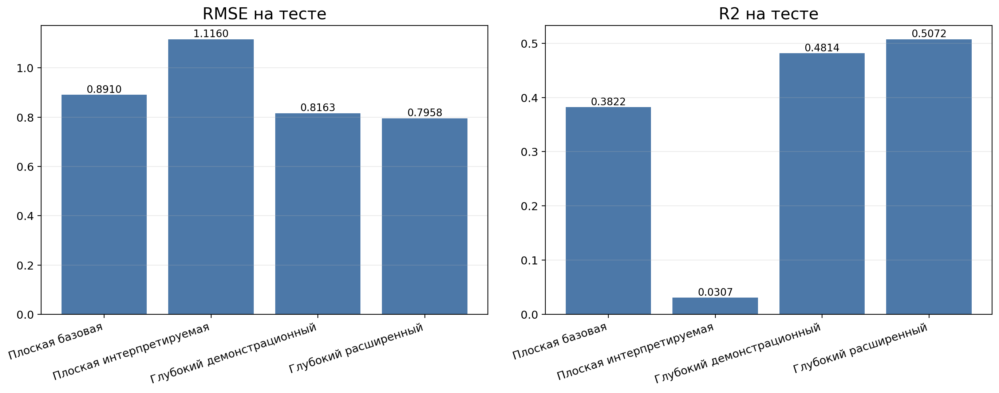 RMSE на тесте
1.0
0.8
0.6
0.4
0.2
0.0
0.8910
1.1160
0.8163
0.7958
Плоская базовая
Плоская интерпретируемая
Глубокий демонстрационный
Глубокий расширенный
R2 на тесте
0.5
0.4
0.3
0.2
0.1
0.0
0.3822
0.0307
0.4814
0.5072
Плоская базовая
Плоская интерпретируемая
Глубокий демонстрационный
Глубокий расширенный